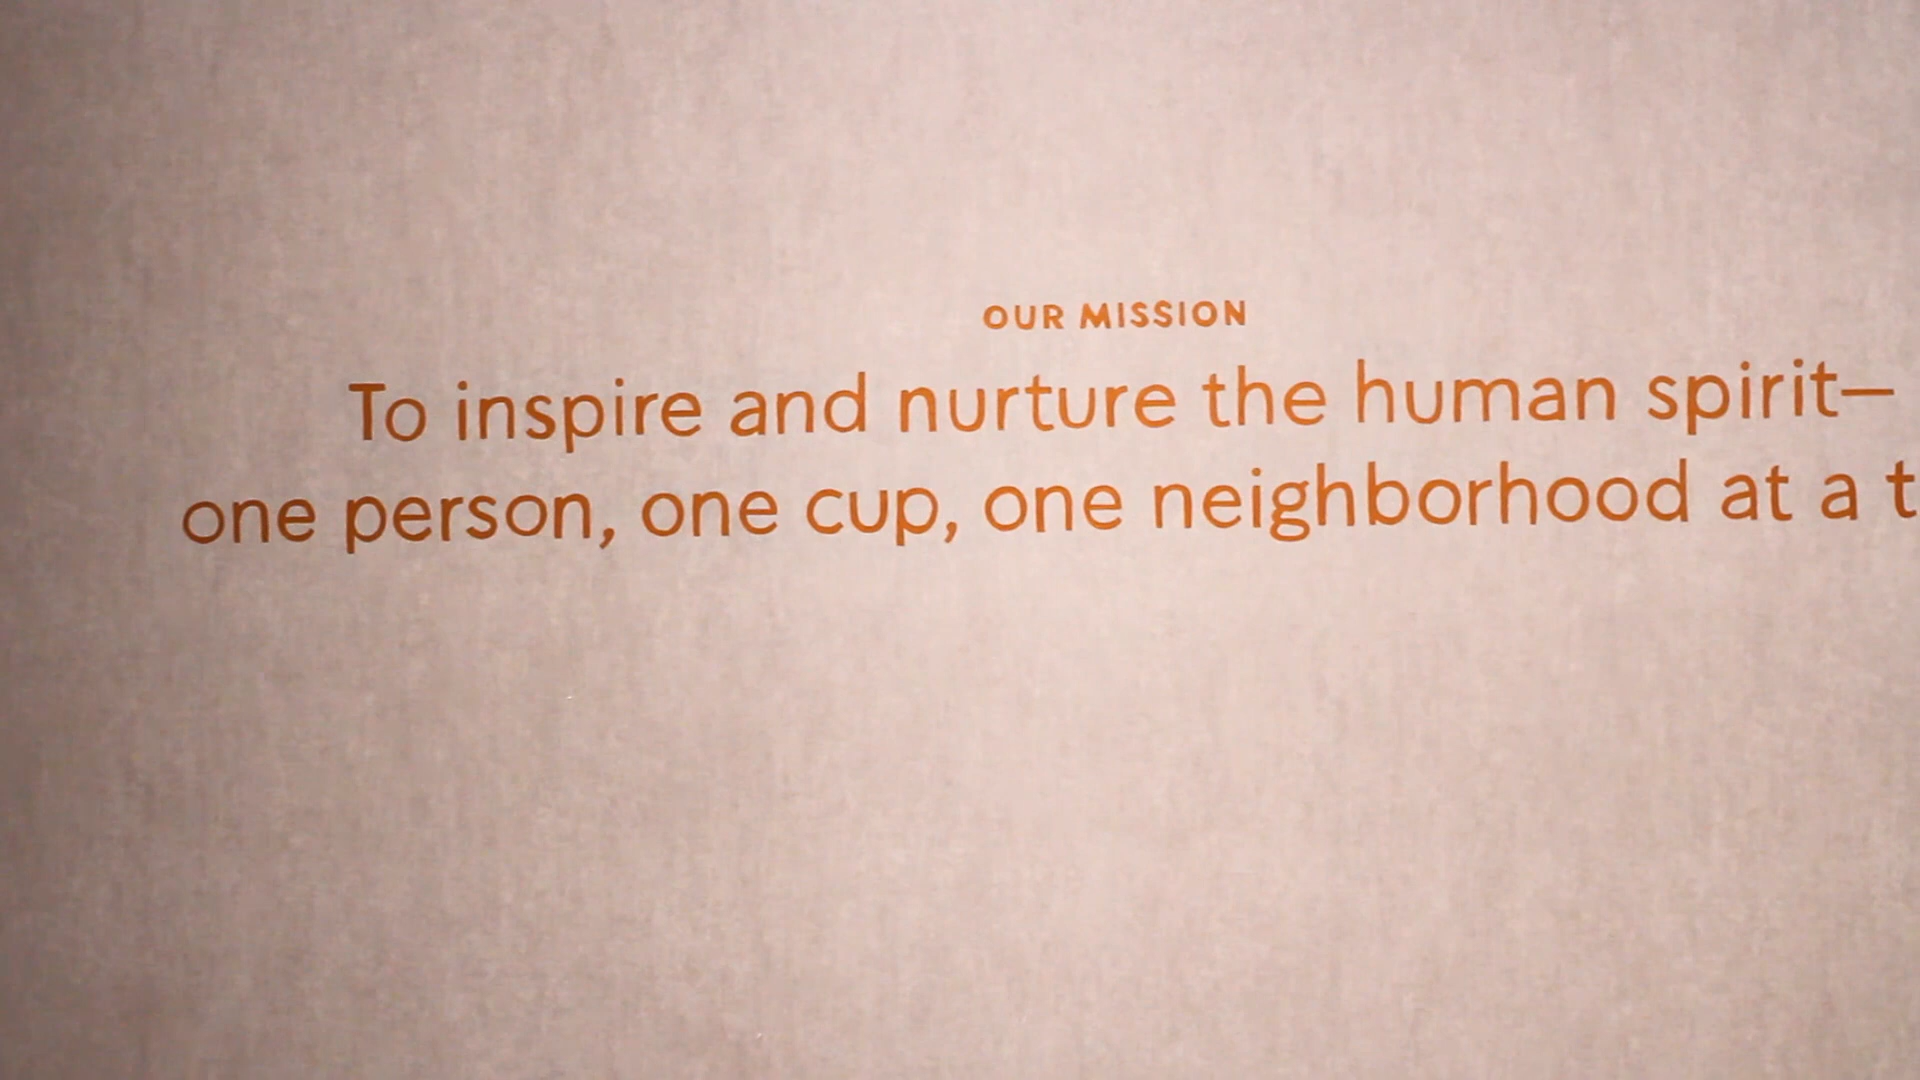 OUR MISSION
To inspire and nurture the human spirit—
one person, one cup, one neighborhood at a t